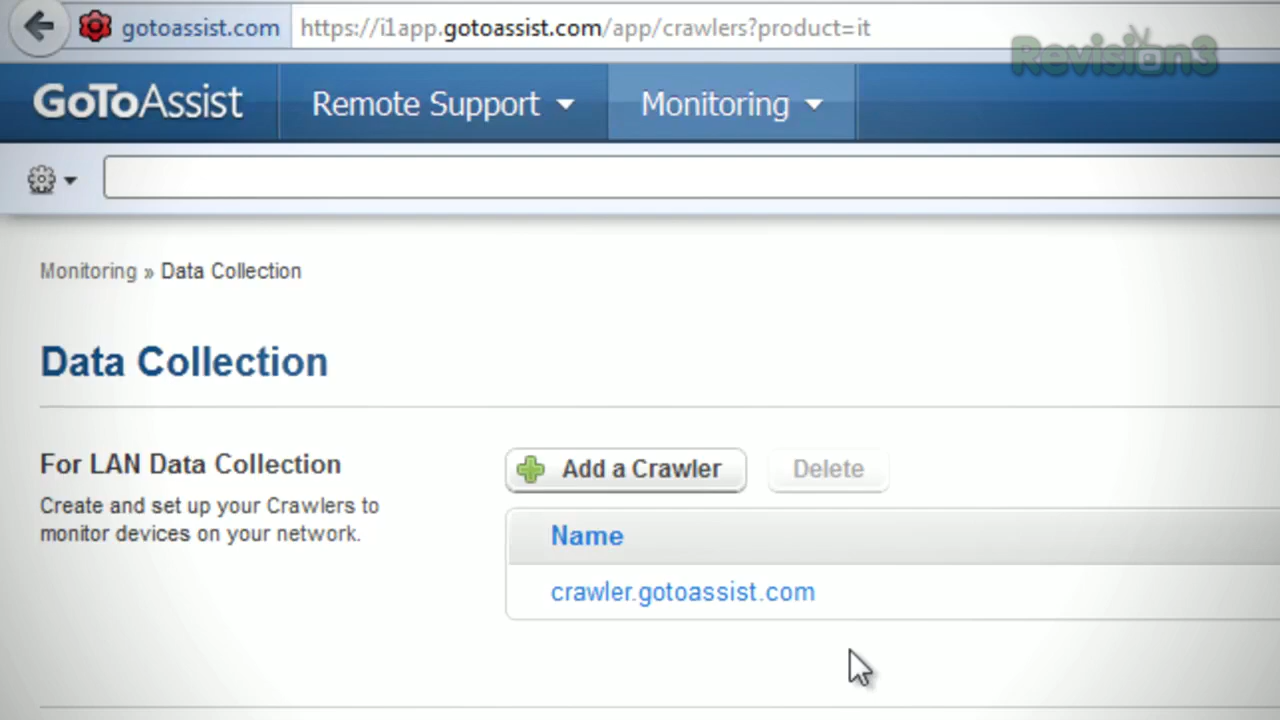 gotoassist.com
https://i1app.gotoassist.com/app/crawlers?product=it
Revision3
GoToAssist
Remote Support
Monitoring
Monitoring » Data Collection
Data Collection
For LAN Data Collection
Create and set up your Crawlers to
monitor devices on your network.
Add a Crawler
Delete
Name
crawler.gotoassist.com